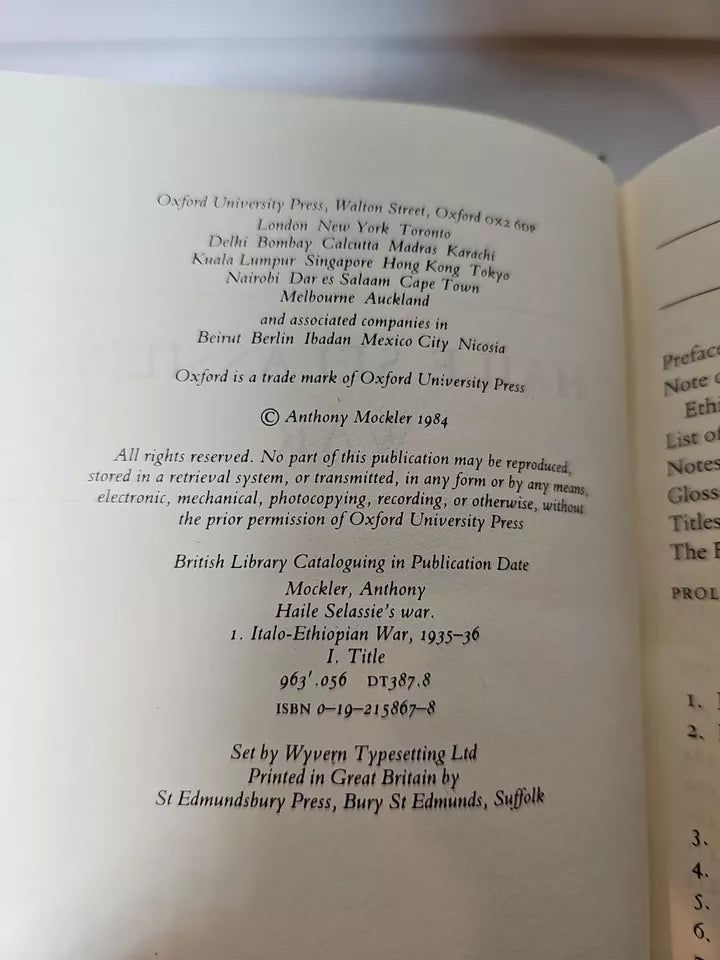 Oxford University Press, Walton Street, Oxford OX2 6DP
London New York Toronto
Delhi Bombay Calcutta Madras Karachi
Kuala Lumpur Singapore Hong Kong Tokyo
Nairobi Dar es Salaam Cape Town
Melbourne Auckland
and associated companies in
Beirut Berlin Ibadan Mexico City Nicosia
Oxford is a trade mark of Oxford University Press
© Anthony Mockler 1984
All rights reserved. No part of this publication may be reproduced,
stored in a retrieval system, or transmitted, in any form or by any means,
electronic, mechanical, photocopying, recording, or otherwise, without
the prior permission of Oxford University Press
British Library Cataloguing in Publication Date
Mockler, Anthony
Haile Selassie's war.
1. Italo-Ethiopian War, 1935–36
I. Title
963'.056 DT387.8
ISBN 0–19–215867–8
Set by Wyvern Typesetting Ltd
Printed in Great Britain by
St Edmundsbury Press, Bury St Edmunds, Suffolk
Preface
Note
Ethi
List of
Notes
Gloss
Titles
The
PROL
1.
2.
3.
4.
5.
6.